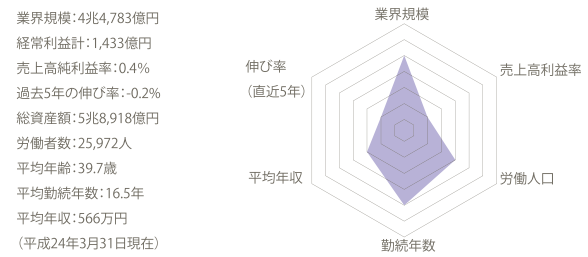 業界規模：4兆4,783億円
経常利益計：1,433億円
売上高純利益率：0.4%
過去5年の伸び率：-0.2%
総資産額：5兆8,918億円
労働者数：25,972人
平均年齢：39.7歳
平均勤続年数：16.5年
平均年収：566万円
（平成24年3月31日現在）
業界規模
売上高利益率
労働人口
勤続年数
平均年収
伸び率
（直近5年）